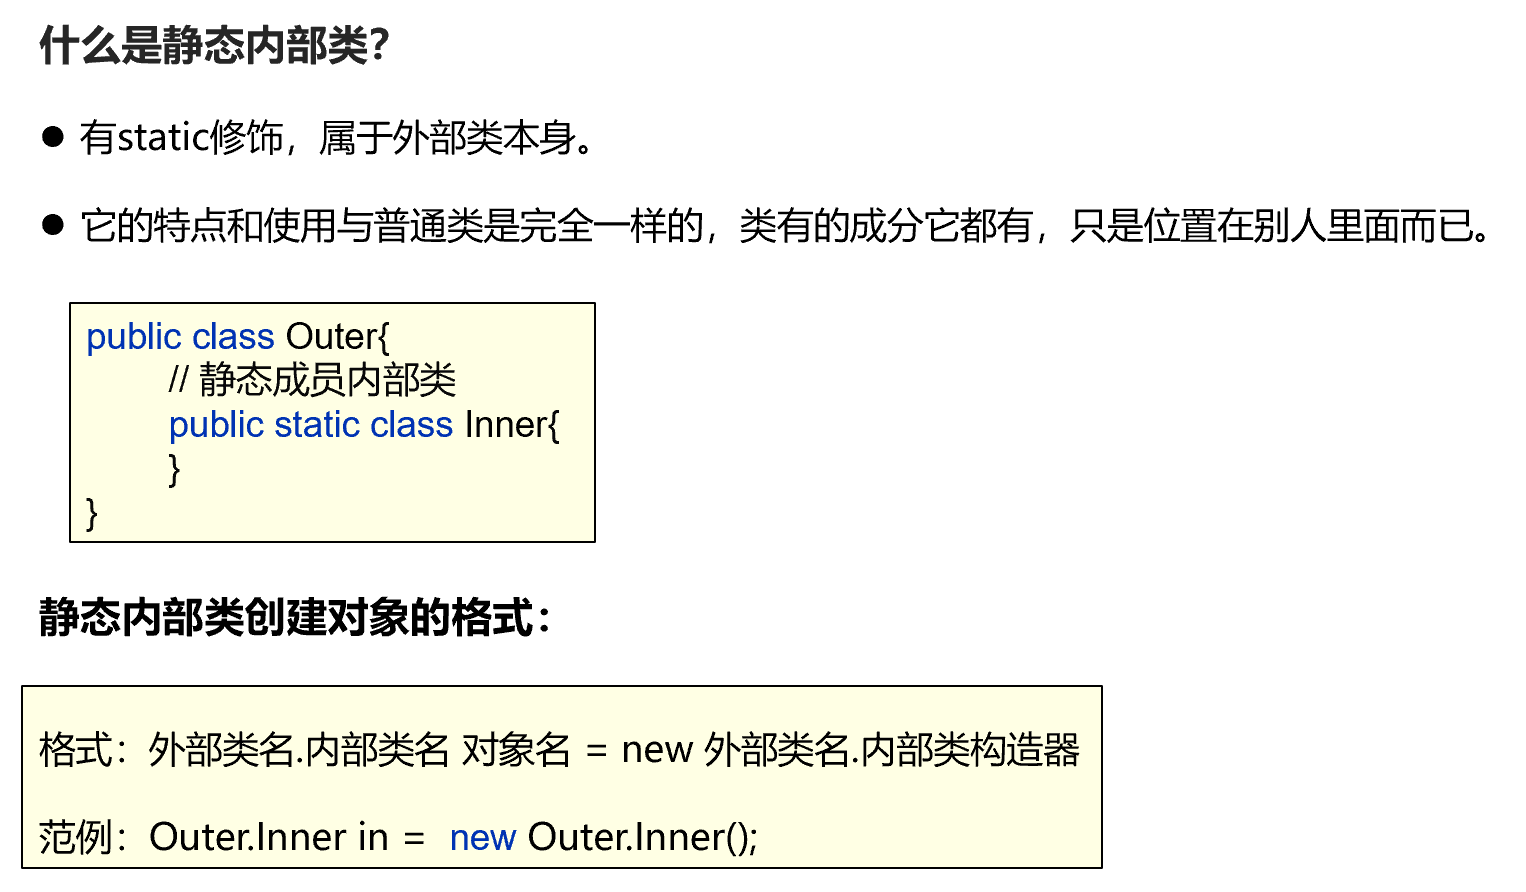 什么是静态内部类？
● 有static修饰，属于外部类本身。
● 它的特点和使用与普通类是完全一样的，类有的成分它都有，只是位置在别人里面而已。
public class Outer{
// 静态成员内部类
public static class Inner{
}
}
静态内部类创建对象的格式：
格式：外部类名.内部类名 对象名 = new 外部类名.内部类构造器
范例：Outer.Inner in = new Outer.Inner();